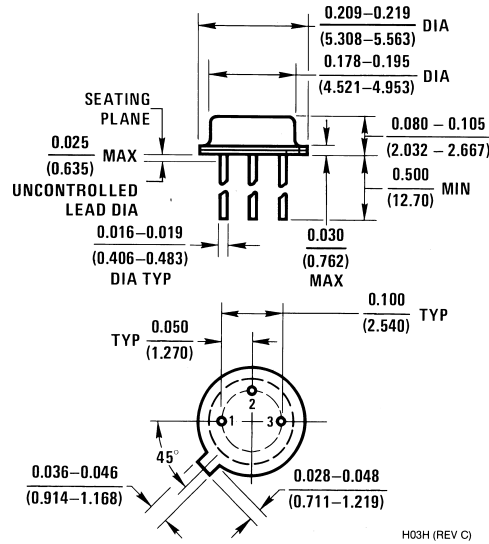 0.209–0.219
(5.308–5.563)
DIA
0.178–0.195
(4.521–4.953)
DIA
SEATING
PLANE
0.025
(0.635)
MAX
UNCONTROLLED
LEAD DIA
0.080 – 0.105
(2.032 – 2.667)
0.500
(12.70)
MIN
0.016–0.019
(0.406–0.483)
DIA TYP
0.030
(0.762)
MAX
0.100
(2.540)
TYP
TYP
0.050
(1.270)
2
1
3
45°
0.036–0.046
(0.914–1.168)
0.028–0.048
(0.711–1.219)
H03H (REV C)